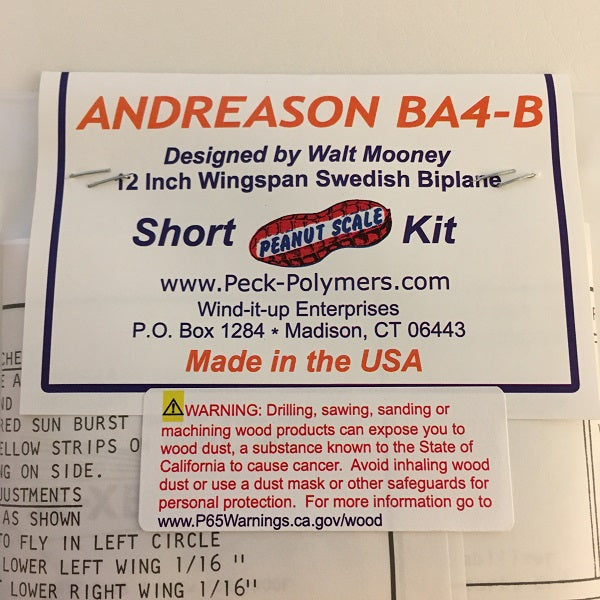 ANDREASON BA4-B
Designed by Walt Mooney
12 Inch Wingspan Swedish Biplane
Short PEANUT SCALE Kit
www.Peck-Polymers.com
Wind-it-up Enterprises
P.O. Box 1284 * Madison, CT 06443
Made in the USA
WARNING: Drilling, sawing, sanding or
machining wood products can expose you to
wood dust, a substance known to the State of
California to cause cancer. Avoid inhaling wood
dust or use a dust mask or other safeguards for
personal protection. For more information go to
www.P65Warnings.ca.gov/wood
RED SUN BURST
ELLOW STRIPS O
NG ON SIDE.
JUSTMENTS
AS SHOWN
TO FLY IN LEFT CIRCLE
LOWER LEFT WING 1/16 "
LOWER RIGHT WING 1/16"